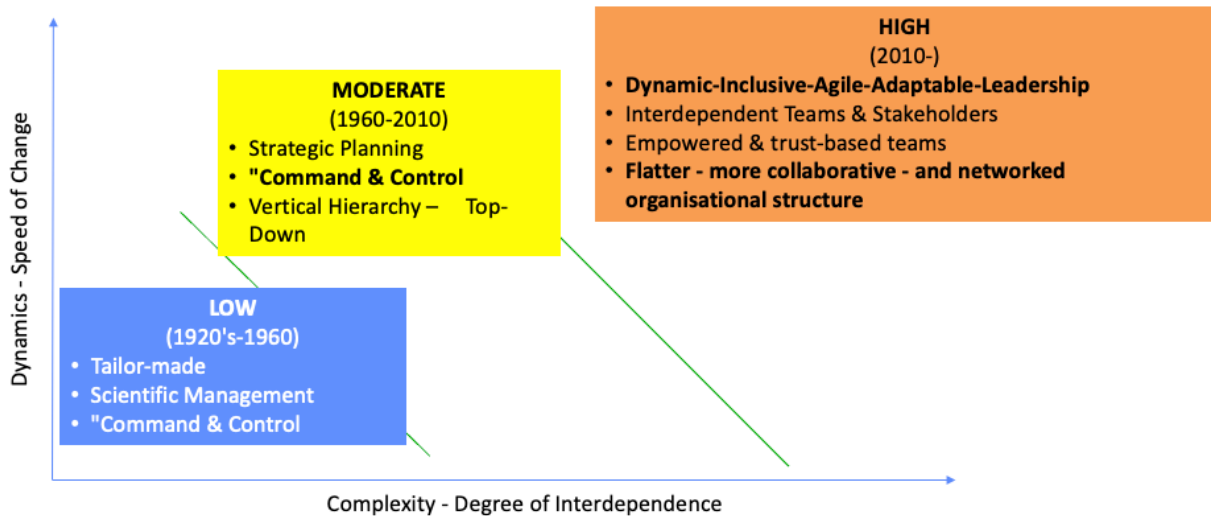 HIGH
(2010-)
• Dynamic-Inclusive-Agile-Adaptable-Leadership
• Interdependent Teams & Stakeholders
• Empowered & trust-based teams
• Flatter - more collaborative - and networked
organisational structure
MODERATE
(1960-2010)
• Strategic Planning
• "Command & Control
• Vertical Hierarchy – Top-
Down
LOW
(1920's-1960)
• Tailor-made
• Scientific Management
• "Command & Control
Dynamics - Speed of Change
Complexity - Degree of Interdependence